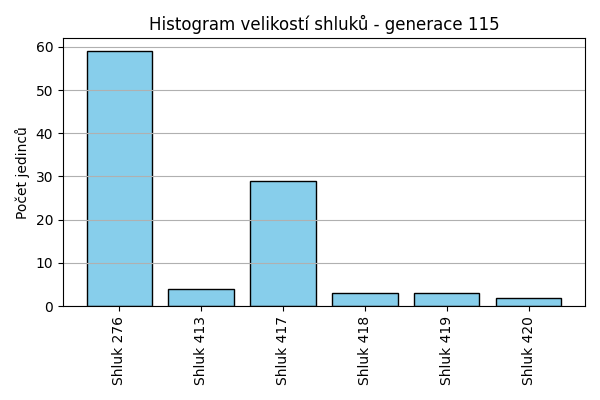 Histogram velikostí shluků - generace 115
Počet jedinců
60
50
40
30
20
10
0
Shluk 276
Shluk 413
Shluk 417
Shluk 418
Shluk 419
Shluk 420